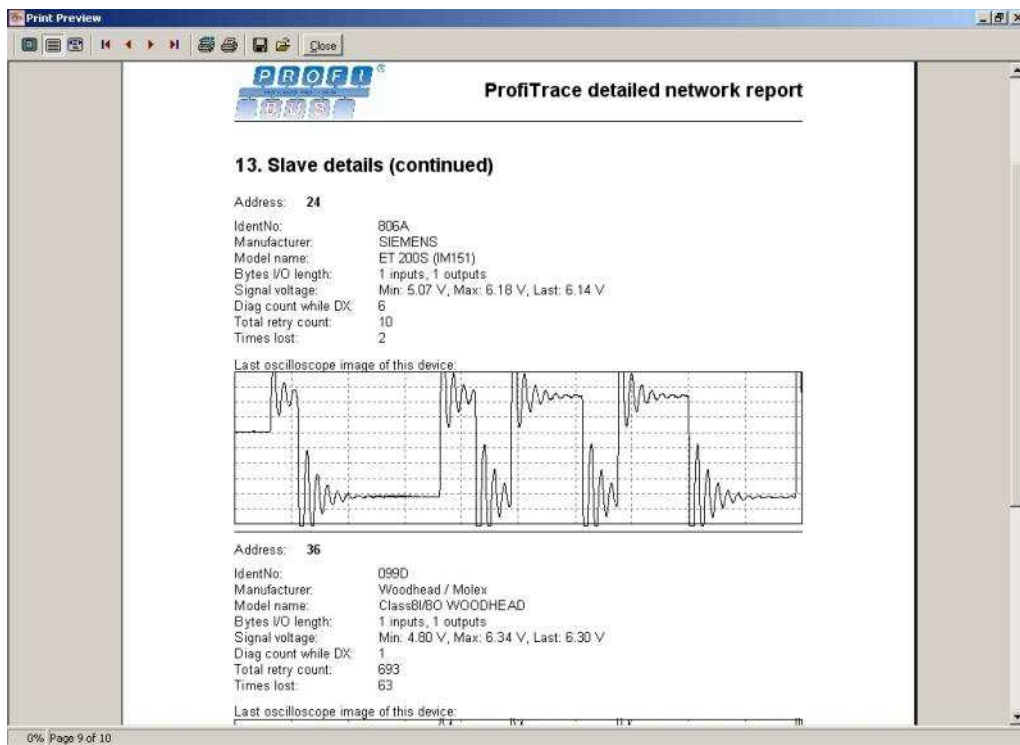 Print Preview
Close
PROFI ®
BUS
ProfiTrace detailed network report
13. Slave details (continued)
Address: 24
IdentNo: 806A
Manufacturer: SIEMENS
Model name: ET 200S (IM151)
Bytes I/O length: 1 inputs, 1 outputs
Signal voltage: Min: 5.07 V, Max: 6.18 V, Last: 6.14 V
Diag count while DX: 6
Total retry count: 10
Times lost: 2
Last oscilloscope image of this device:
Address: 36
IdentNo: 099D
Manufacturer: Woodhead / Molex
Model name: Class8I/8O WOODHEAD
Bytes I/O length: 1 inputs, 1 outputs
Signal voltage: Min: 4.80 V, Max: 6.34 V, Last: 6.30 V
Diag count while DX: 1
Total retry count: 693
Times lost: 63
Last oscilloscope image of this device:
0% Page 9 of 10